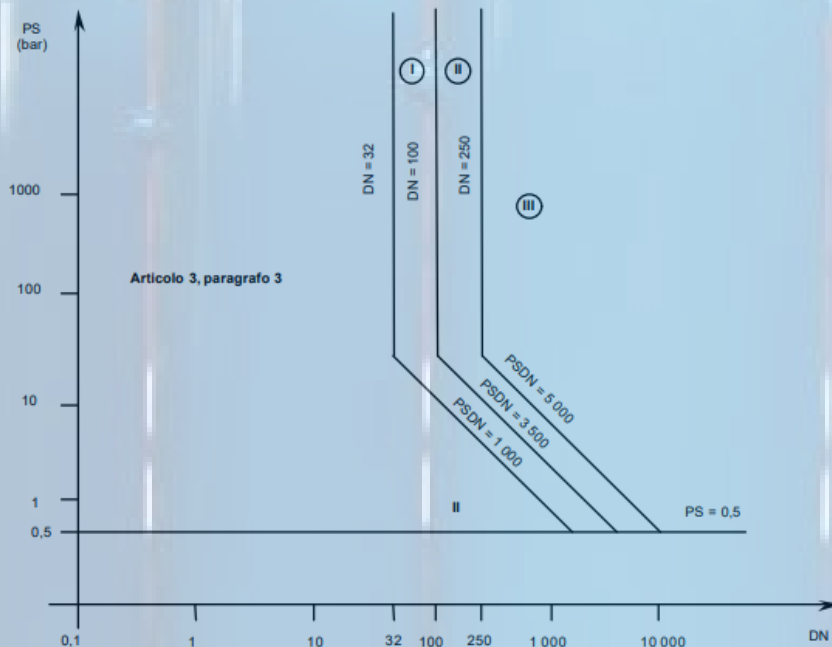 PS
(bar)
I
II
DN = 32
DN = 100
DN = 250
1000
III
Articolo 3, paragrafo 3
100
PSDN = 5 000
PSDN = 3 500
PSDN = 1 000
10
1
II
PS = 0,5
0,5
0,1 1 10 32 100 250 1 000 10 000 DN